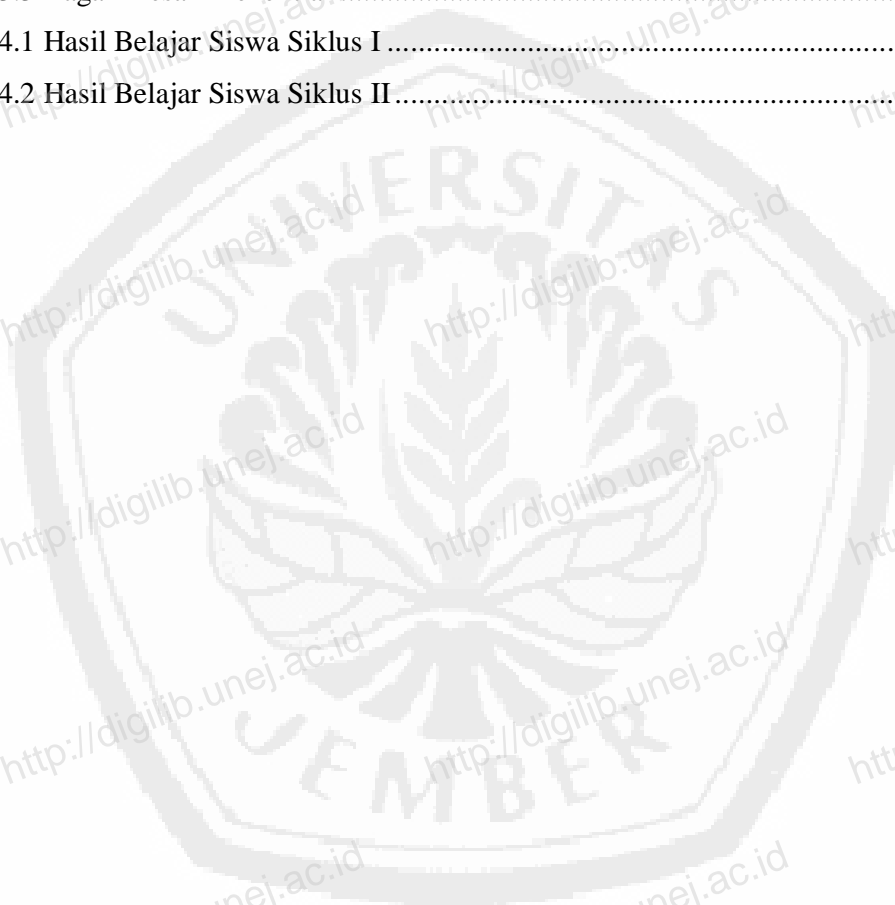 4.1 Hasil Belajar Siswa Siklus I ........................................................................
4.2 Hasil Belajar Siswa Siklus II .......................................................................
http://digilib.unej.ac.id http://digilib.unej.ac.id
UNIVERSITAS
http://digilib.unej.ac.id http://digilib.unej.ac.id
http://digilib.unej.ac.id http://digilib.unej.ac.id
http://digilib.unej.ac.id http://digilib.unej.ac.id
JEMBER